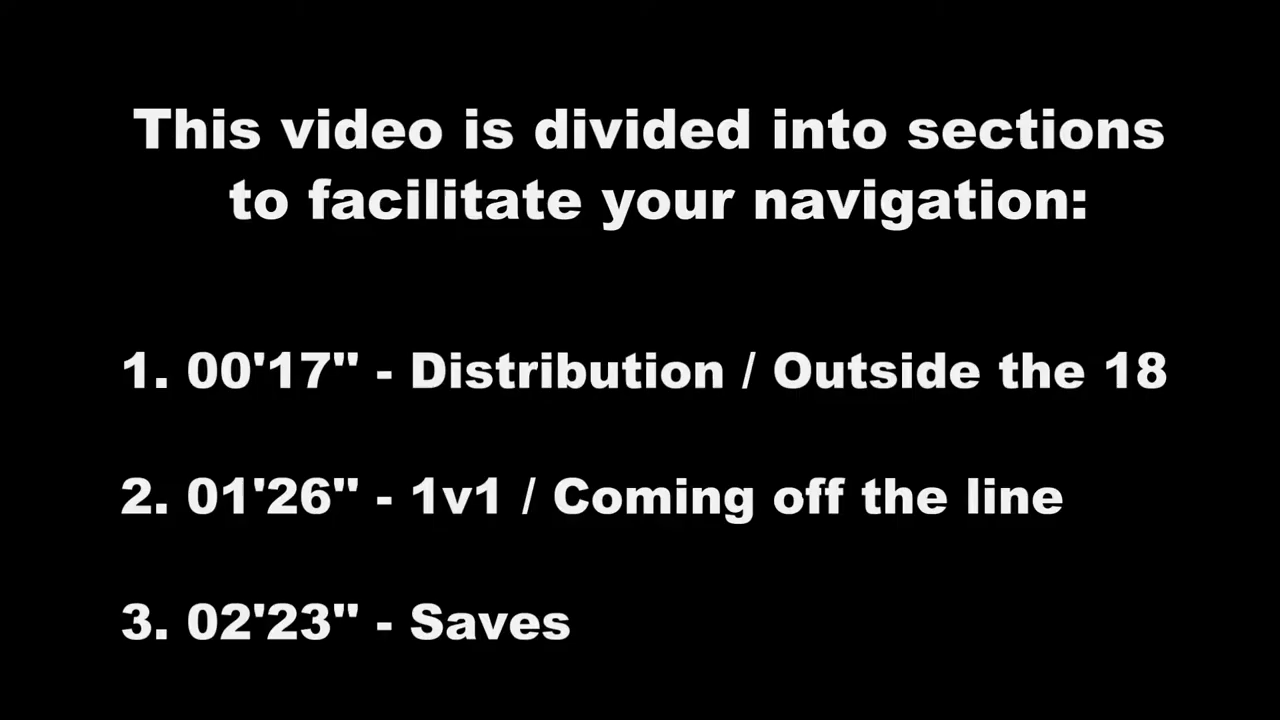 This video is divided into sections
to facilitate your navigation:
1. 00'17" - Distribution / Outside the 18
2. 01'26" - 1v1 / Coming off the line
3. 02'23" - Saves